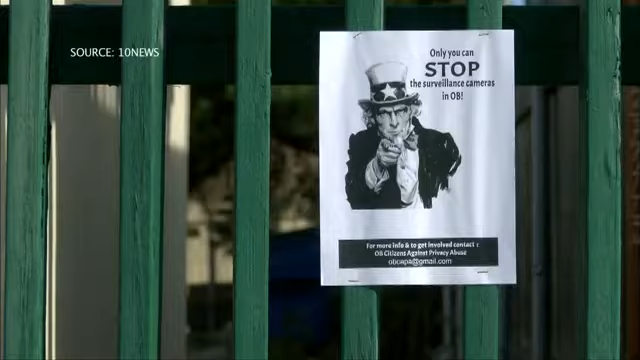 SOURCE: 10NEWS
Only you can
STOP
the surveillance cameras
in OB!
For more info & to get involved contact :
OB Citizens Against Privacy Abuse
obcapa@gmail.com